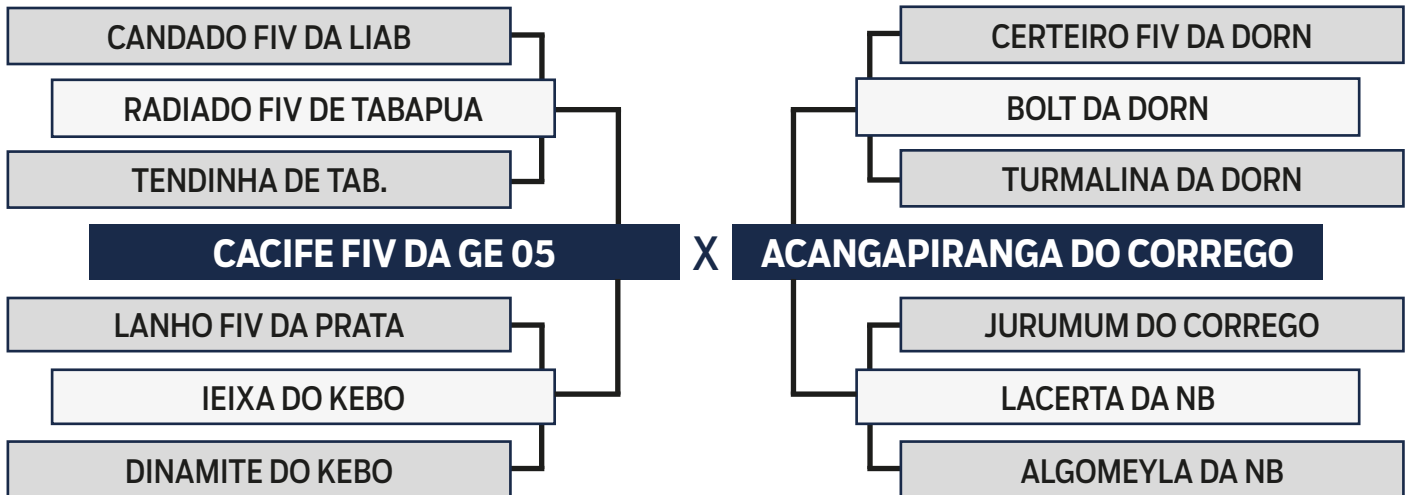 CANDADO FIV DA LIAB
RADIADO FIV DE TABAPUA
TENDINHA DE TAB.
CACIFE FIV DA GE 05
LANHO FIV DA PRATA
IEIXA DO KEBO
DINAMITE DO KEBO
X
CERTEIRO FIV DA DORN
BOLT DA DORN
TURMALINA DA DORN
ACANGAPIRANGA DO CORREGO
JURUMUM DO CORREGO
LACERTA DA NB
ALGOMEYLA DA NB